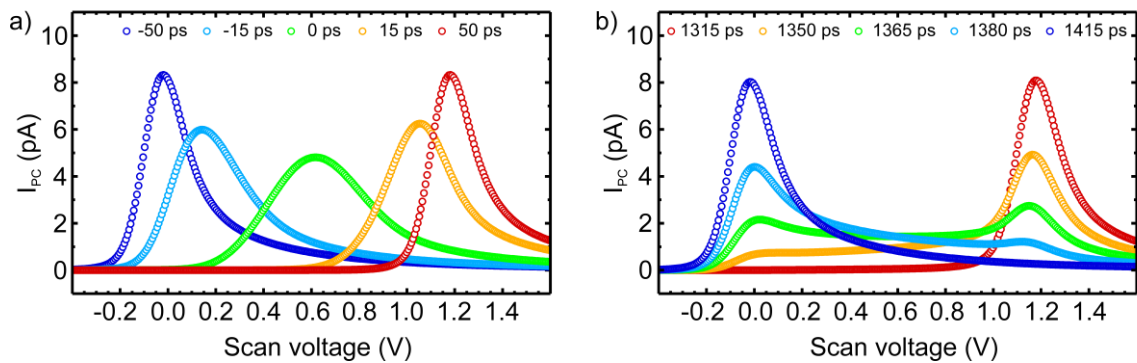 a)
-50 ps -15 ps 0 ps 15 ps 50 ps
10
8
6
4
2
0
I_PC (pA)
-0.2 0.0 0.2 0.4 0.6 0.8 1.0 1.2 1.4
Scan voltage (V)
b)
1315 ps 1350 ps 1365 ps 1380 ps 1415 ps
10
8
6
4
2
0
I_PC (pA)
-0.2 0.0 0.2 0.4 0.6 0.8 1.0 1.2 1.4
Scan voltage (V)